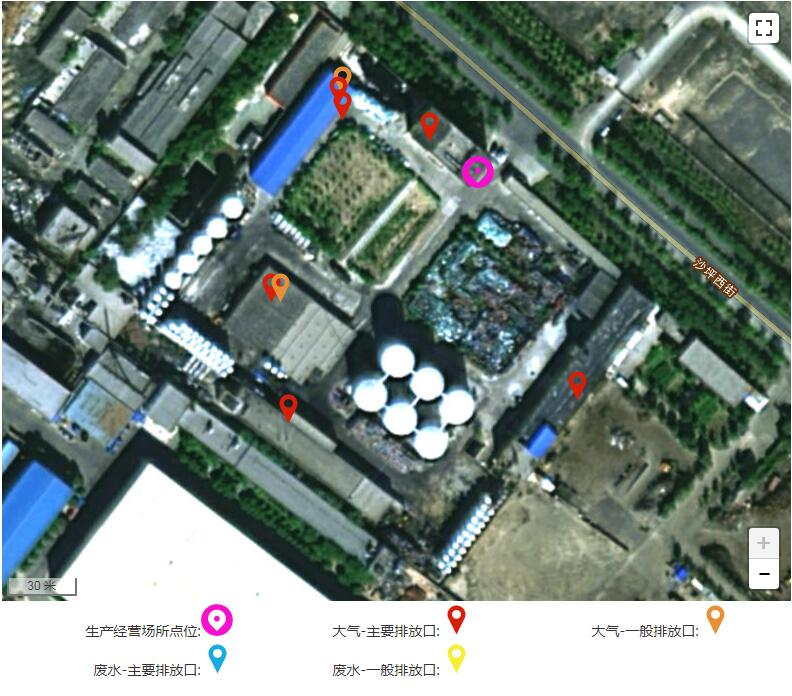 沙坪西街
+
-
30 米
生产经营场所点位: 大气-主要排放口: 大气-一般排放口:
废水-主要排放口: 废水-一般排放口: